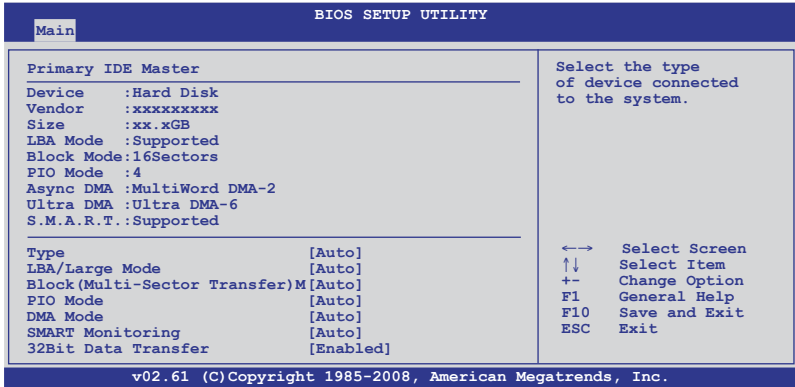 BIOS SETUP UTILITY
Main
Primary IDE Master
Device :Hard Disk
Vendor :xxxxxxxxx
Size :xx.xGB
LBA Mode :Supported
Block Mode:16Sectors
PIO Mode :4
Async DMA :MultiWord DMA-2
Ultra DMA :Ultra DMA-6
S.M.A.R.T.:Supported
Type [Auto]
LBA/Large Mode [Auto]
Block(Multi-Sector Transfer)M[Auto]
PIO Mode [Auto]
DMA Mode [Auto]
SMART Monitoring [Auto]
32Bit Data Transfer [Enabled]
Select the type
of device connected
to the system.
←→ Select Screen
↑↓ Select Item
+- Change Option
F1 General Help
F10 Save and Exit
ESC Exit
v02.61 (C)Copyright 1985-2008, American Megatrends, Inc.